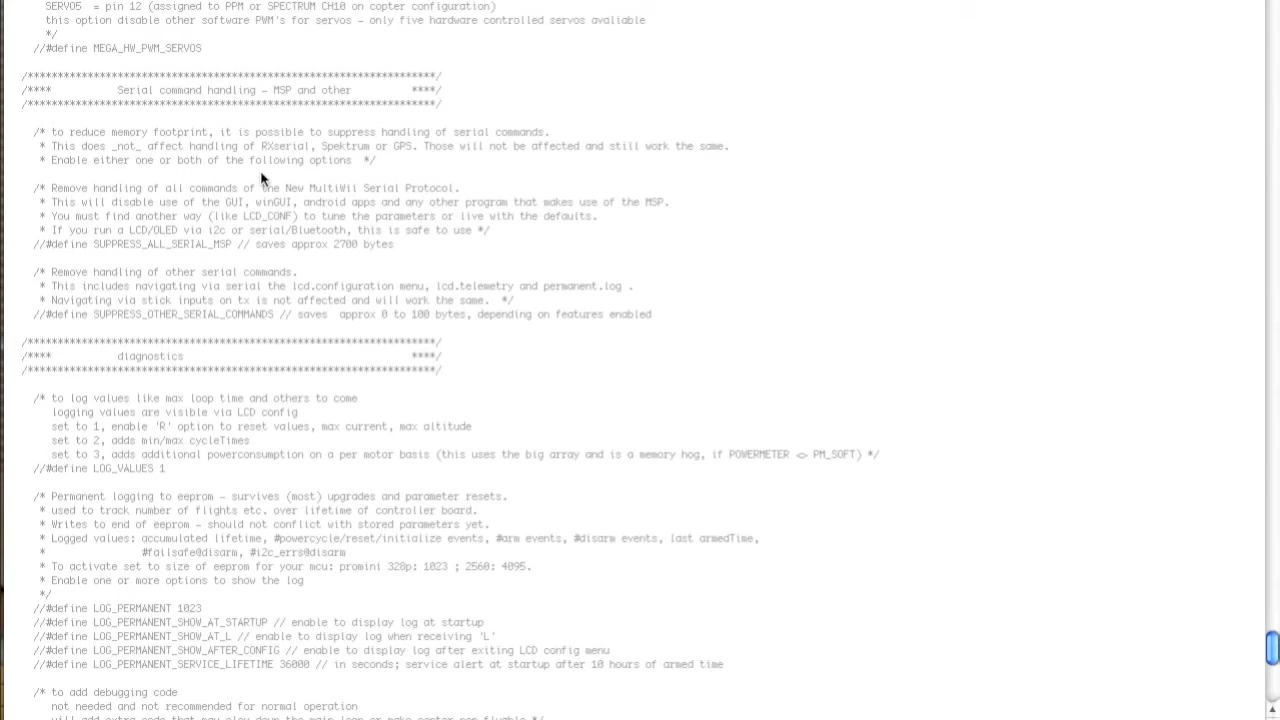 SERVO5  = pin 12 (assigned to PPM or SPECTRUM CH10 on copter configuration)
this option disable other software PWM's for servos - only five hardware controlled servos avaliable
*/
//#define MEGA_HW_PWM_SERVOS
/********************************************************************/
/****           Serial command handling - MSP and other          ****/
/********************************************************************/
/* to reduce memory footprint, it is possible to suppress handling of serial commands.
* This does _not_ affect handling of RXserial, Spektrum or GPS. Those will not be affected and still work the same.
* Enable either one or both of the following options  */
/* Remove handling of all commands of the New MultiWii Serial Protocol.
* This will disable use of the GUI, winGUI, android apps and any other program that makes use of the MSP.
* You must find another way (like LCD_CONF) to tune the parameters or live with the defaults.
* If you run a LCD/OLED via i2c or serial/Bluetooth, this is safe to use */
//#define SUPPRESS_ALL_SERIAL_MSP // saves approx 2700 bytes
/* Remove handling of other serial commands.
* This includes navigating via serial the lcd.configuration menu, lcd.telemetry and permanent.log .
* Navigating via stick inputs on tx is not affected and will work the same.  */
//#define SUPPRESS_OTHER_SERIAL_COMMANDS // saves  approx 0 to 100 bytes, depending on features enabled
/********************************************************************/
/****           diagnostics                                      ****/
/********************************************************************/
/* to log values like max loop time and others to come
logging values are visible via LCD config
set to 1, enable 'R' option to reset values, max current, max altitude
set to 2, adds min/max cycleTimes
set to 3, adds additional powerconsumption on a per motor basis (this uses the big array and is a memory hog, if POWERMETER <> PM_SOFT) */
//#define LOG_VALUES 1
/* Permanent logging to eeprom - survives (most) upgrades and parameter resets.
* used to track number of flights etc. over lifetime of controller board.
* Writes to end of eeprom - should not conflict with stored parameters yet.
* Logged values: accumulated lifetime, #powercycle/reset/initialize events, #arm events, #disarm events, last armedTime,
*                #failsafe@disarm, #i2c_errs@disarm
* To activate set to size of eeprom for your mcu: promini 328p: 1023 ; 2560: 4095.
* Enable one or more options to show the log
*/
//#define LOG_PERMANENT 1023
//#define LOG_PERMANENT_SHOW_AT_STARTUP // enable to display log at startup
//#define LOG_PERMANENT_SHOW_AT_L // enable to display log when receiving 'L'
//#define LOG_PERMANENT_SHOW_AFTER_CONFIG // enable to display log after exiting LCD config menu
//#define LOG_PERMANENT_SERVICE_LIFETIME 36000 // in seconds; service alert at startup after 10 hours of armed time
/* to add debugging code
not needed and not recommended for normal operation
will add extra code that may slow down the main loop or make copter non-flyable */